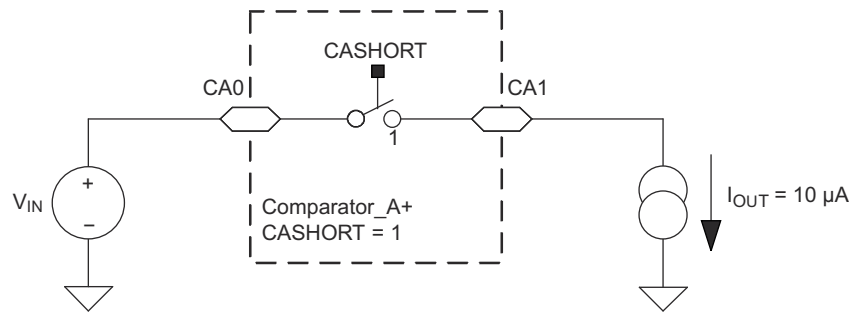 CASHORT
CA0
CA1
1
+
−
V_IN
Comparator_A+
CASHORT = 1
I_OUT = 10 µA